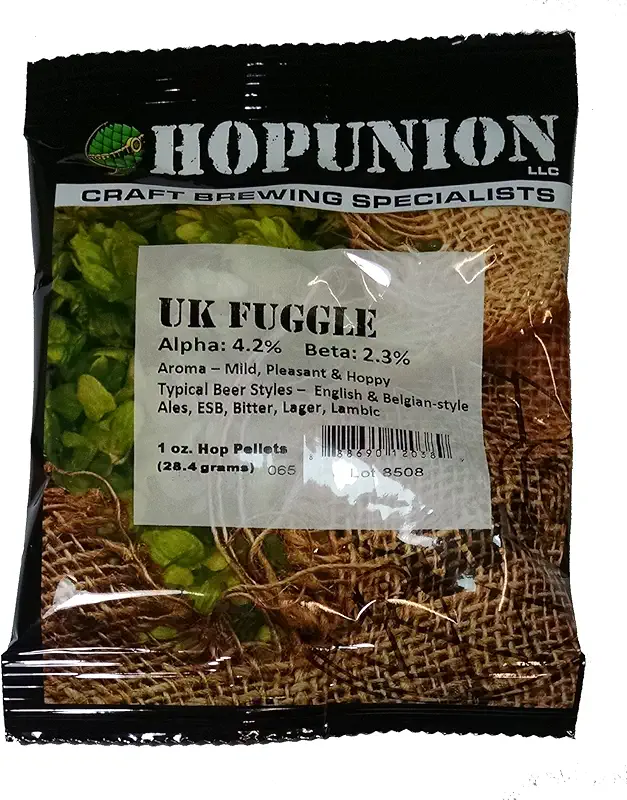 HOPUNION
LLC
CRAFT BREWING SPECIALISTS
UK FUGGLE
Alpha: 4.2% Beta: 2.3%
Aroma – Mild, Pleasant & Hoppy
Typical Beer Styles – English & Belgian-style
Ales, ESB, Bitter, Lager, Lambic
1 oz. Hop Pellets
(28.4 grams) 065
Lot 8508